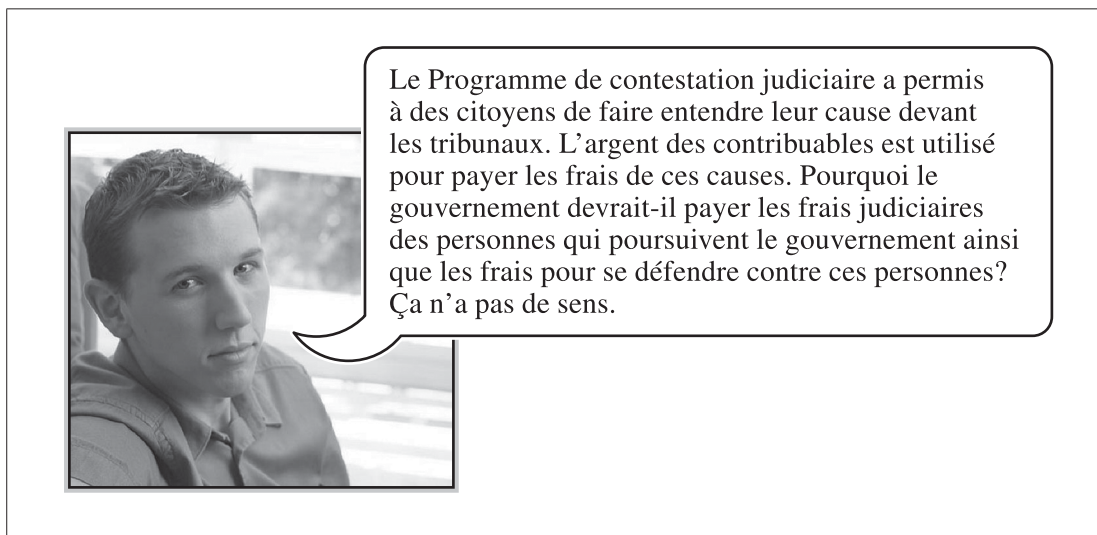 Le Programme de contestation judiciaire a permis
à des citoyens de faire entendre leur cause devant
les tribunaux. L’argent des contribuables est utilisé
pour payer les frais de ces causes. Pourquoi le
gouvernement devrait-il payer les frais judiciaires
des personnes qui poursuivent le gouvernement ainsi
que les frais pour se défendre contre ces personnes?
Ça n’a pas de sens.